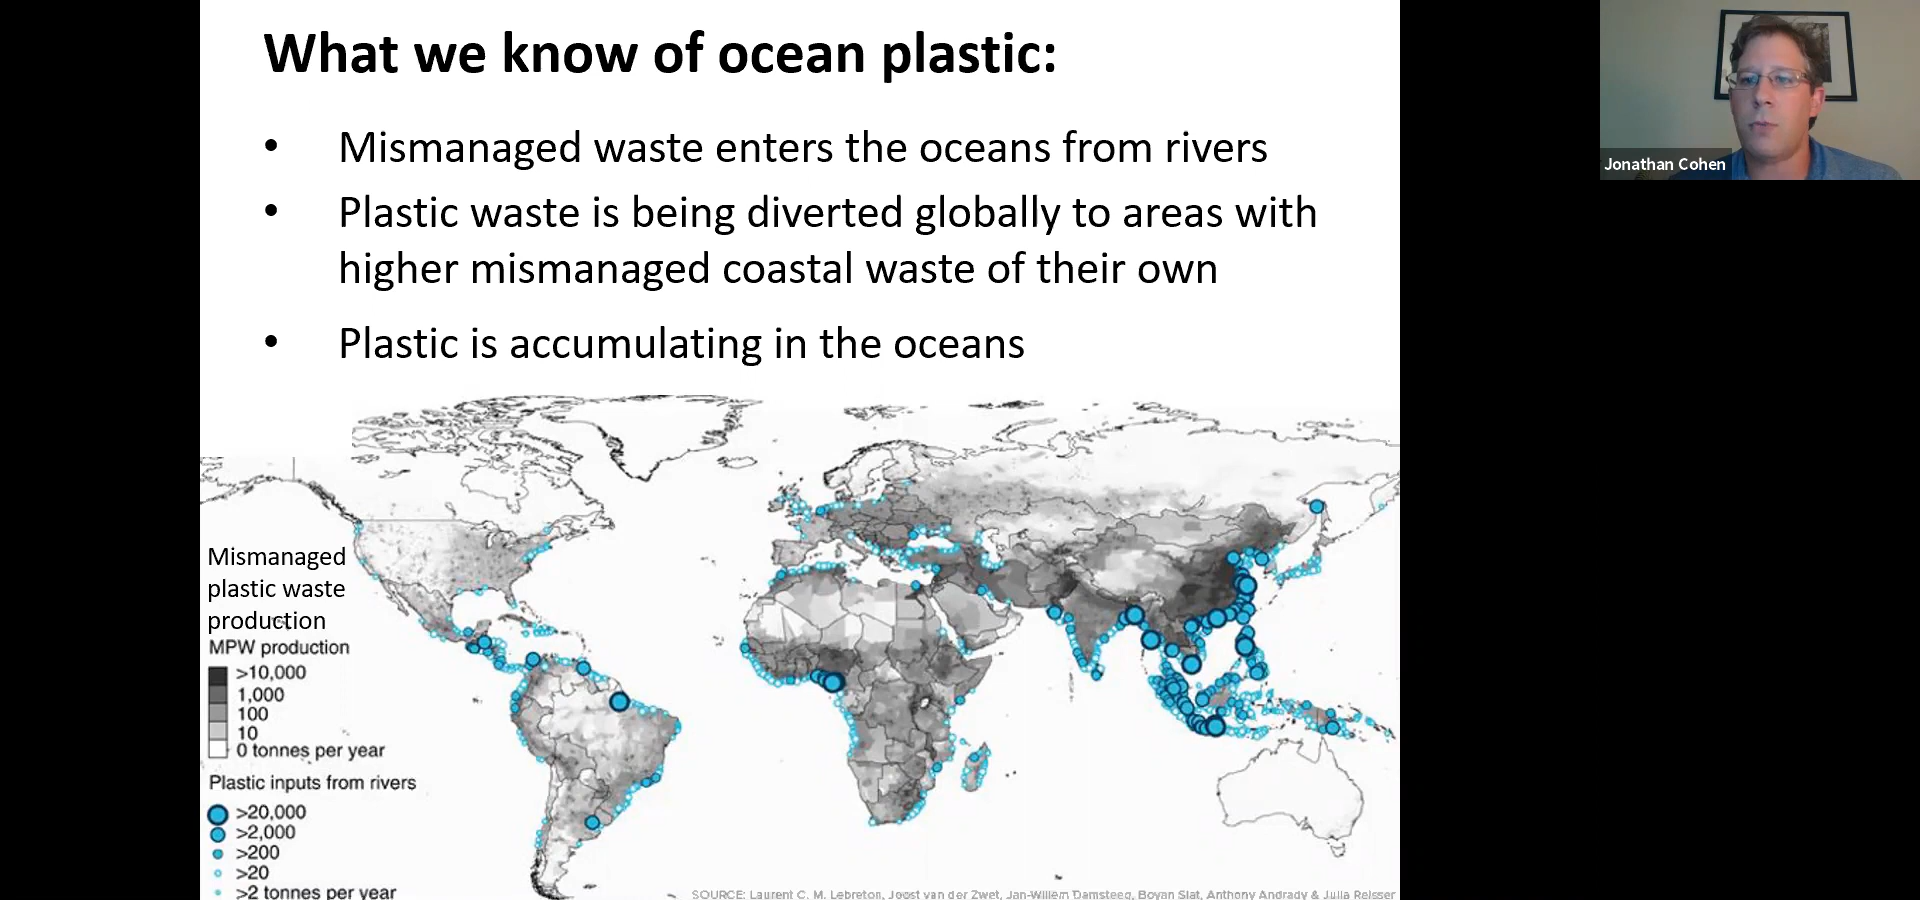 What we know of ocean plastic:
• Mismanaged waste enters the oceans from rivers
• Plastic waste is being diverted globally to areas with
higher mismanaged coastal waste of their own
• Plastic is accumulating in the oceans
Jonathan Cohen
Mismanaged
plastic waste
production
MPW production
>10,000
1,000
100
10
0 tonnes per year
Plastic inputs from rivers
>20,000
>2,000
>200
>20
>2 tonnes per year
SOURCE: Laurent C. M. Lebreton, Joost van der Zwet, Jan-Willem Damsteeg, Boyan Slat, Anthony Andrady & Julia Reisser